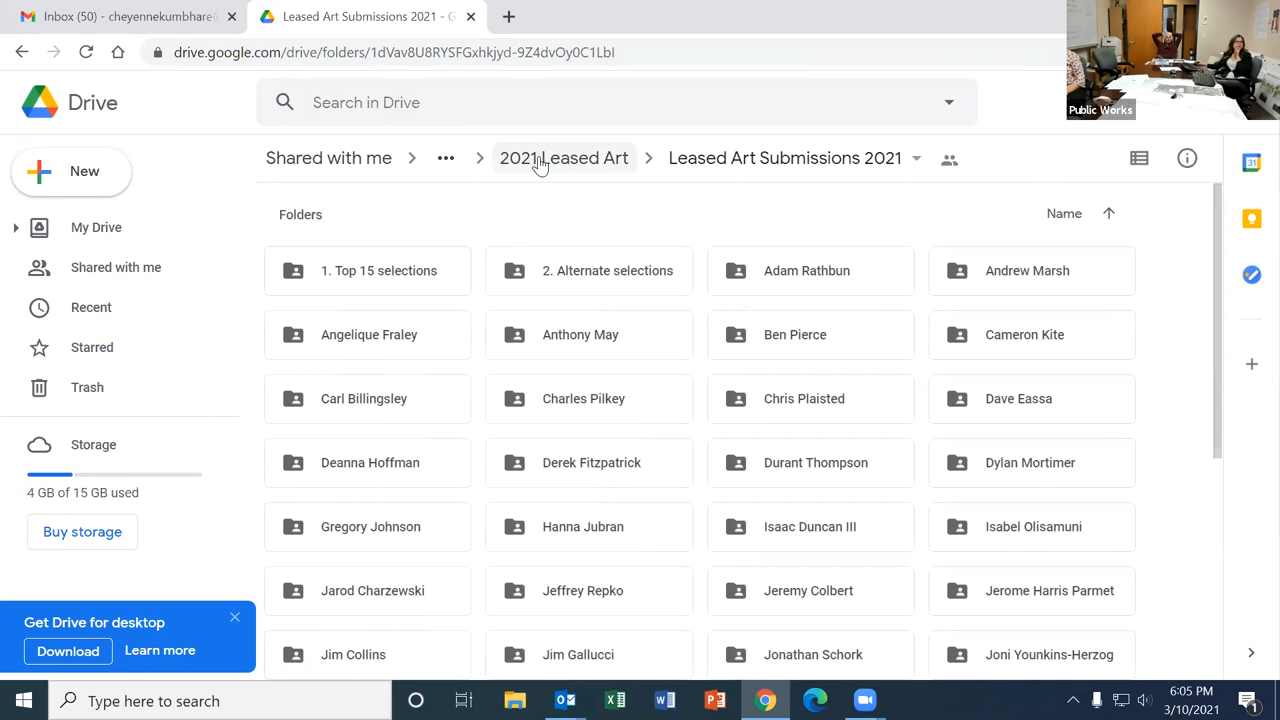 Inbox (50) - cheyennekumbhare@
Leased Art Submissions 2021 - G
drive.google.com/drive/folders/1dVav8U8RYSFGxhkjyd-9Z4dvOy0C1LbI
Public Works
Drive
Search in Drive
New
Shared with me
2021 Leased Art
Leased Art Submissions 2021
31
My Drive
Shared with me
Recent
Starred
Trash
Storage
4 GB of 15 GB used
Buy storage
Get Drive for desktop
Download
Learn more
Folders
Name
1. Top 15 selections
2. Alternate selections
Adam Rathbun
Andrew Marsh
Angelique Fraley
Anthony May
Ben Pierce
Cameron Kite
Carl Billingsley
Charles Pilkey
Chris Plaisted
Dave Eassa
Deanna Hoffman
Derek Fitzpatrick
Durant Thompson
Dylan Mortimer
Gregory Johnson
Hanna Jubran
Isaac Duncan III
Isabel Olisamuni
Jarod Charzewski
Jeffrey Repko
Jeremy Colbert
Jerome Harris Parmet
Jim Collins
Jim Gallucci
Jonathan Schork
Joni Younkins-Herzog
Type here to search
6:05 PM
3/10/2021
1